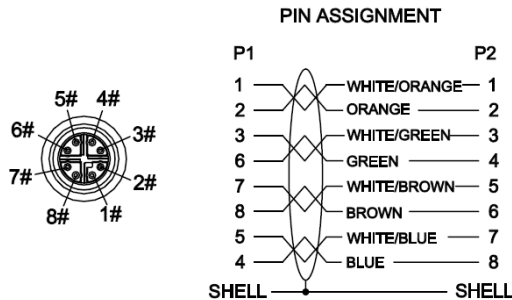 PIN ASSIGNMENT
P1 P2
1 WHITE/ORANGE 1
2 ORANGE 2
3 WHITE/GREEN 3
6 GREEN 4
7 WHITE/BROWN 5
8 BROWN 6
5 WHITE/BLUE 7
4 BLUE 8
SHELL SHELL
5# 4#
6# 3#
7# 2#
8# 1#